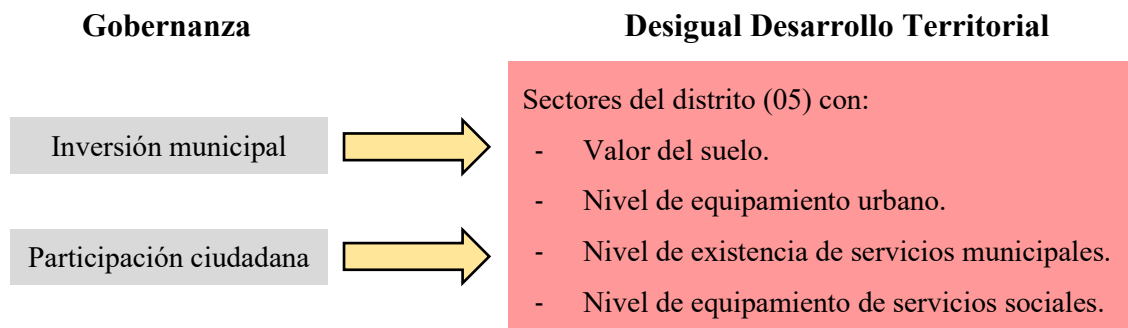 Gobernanza
Desigual Desarrollo Territorial
Inversión municipal
Participación ciudadana
Sectores del distrito (05) con:
- Valor del suelo.
- Nivel de equipamiento urbano.
- Nivel de existencia de servicios municipales.
- Nivel de equipamiento de servicios sociales.